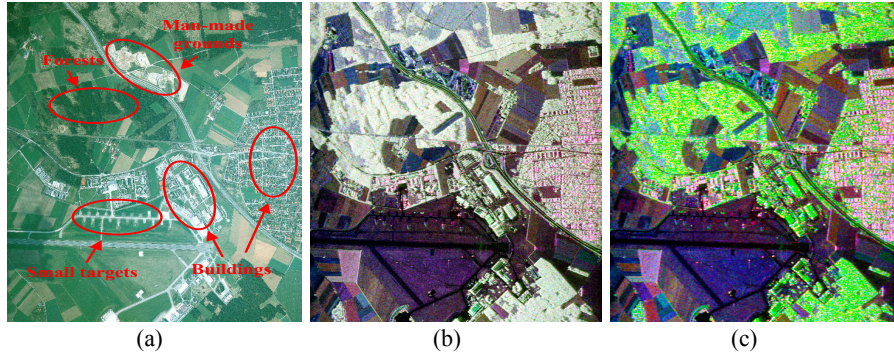 Man-made
grounds
Forests
Small targets
Buildings
(a)
(b)
(c)